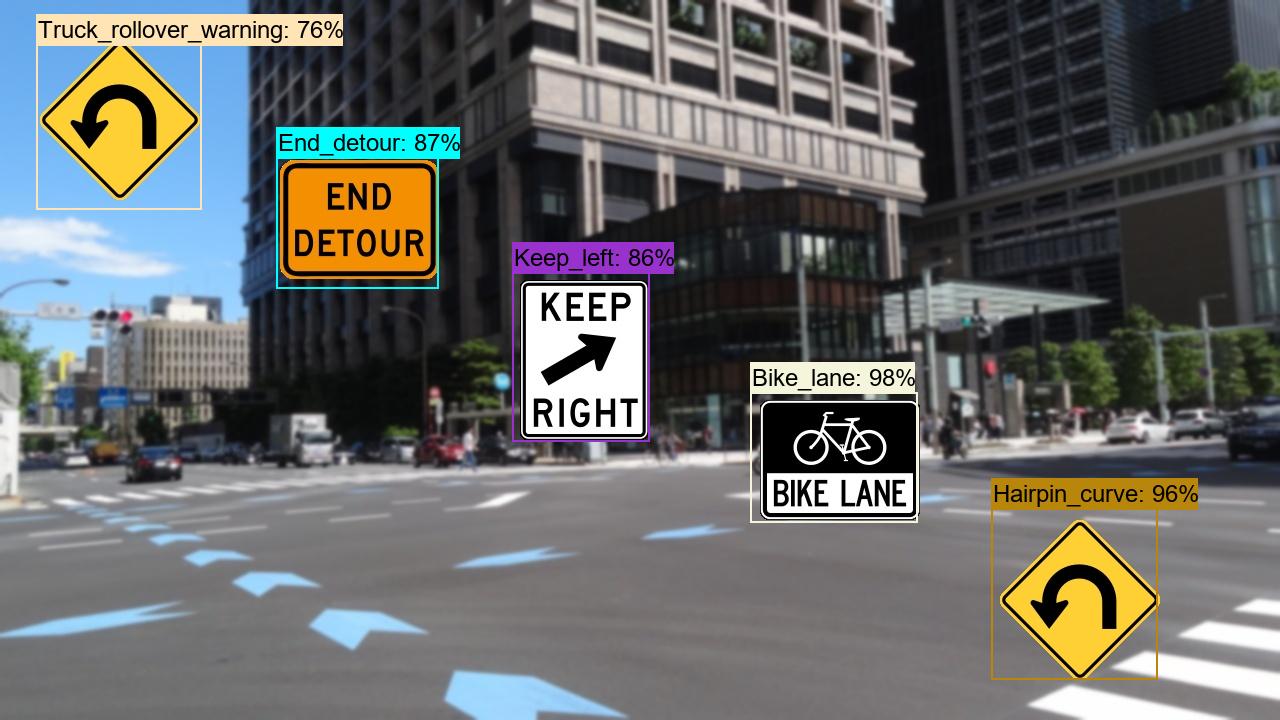 Truck_rollover_warning: 76%
End_detour: 87%
END
DETOUR
Keep_left: 86%
KEEP
RIGHT
Bike_lane: 98%
BIKE LANE
Hairpin_curve: 96%